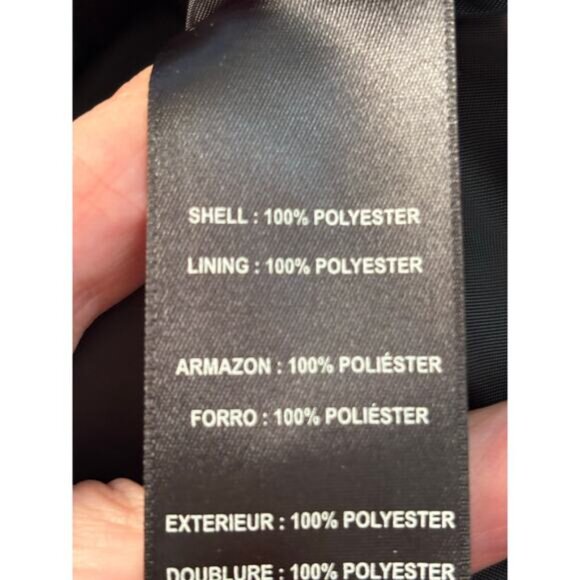 SHELL : 100% POLYESTER
LINING : 100% POLYESTER
ARMAZON : 100% POLIÉSTER
FORRO : 100% POLIÉSTER
EXTERIEUR : 100% POLYESTER
DOUBLURE : 100% POLYESTER